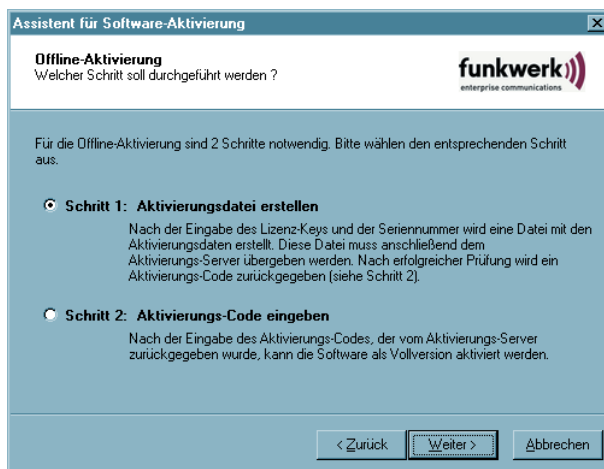 Assistent für Software-Aktivierung
Offline-Aktivierung
Welcher Schritt soll durchgeführt werden ?
funkwerk
enterprise communications
Für die Offline-Aktivierung sind 2 Schritte notwendig. Bitte wählen den entsprechenden Schritt
aus.
Schritt 1: Aktivierungsdatei erstellen
Nach der Eingabe des Lizenz-Keys und der Seriennummer wird eine Datei mit den
Aktivierungsdaten erstellt. Diese Datei muss anschließend dem
Aktivierungs-Server übergeben werden. Nach erfolgreicher Prüfung wird ein
Aktivierungs-Code zurückgegeben (siehe Schritt 2).
Schritt 2: Aktivierungs-Code eingeben
Nach der Eingabe des Aktivierungs-Codes, der vom Aktivierungs-Server
zurückgegeben wurde, kann die Software als Vollversion aktiviert werden.
< Zurück Weiter > Abbrechen